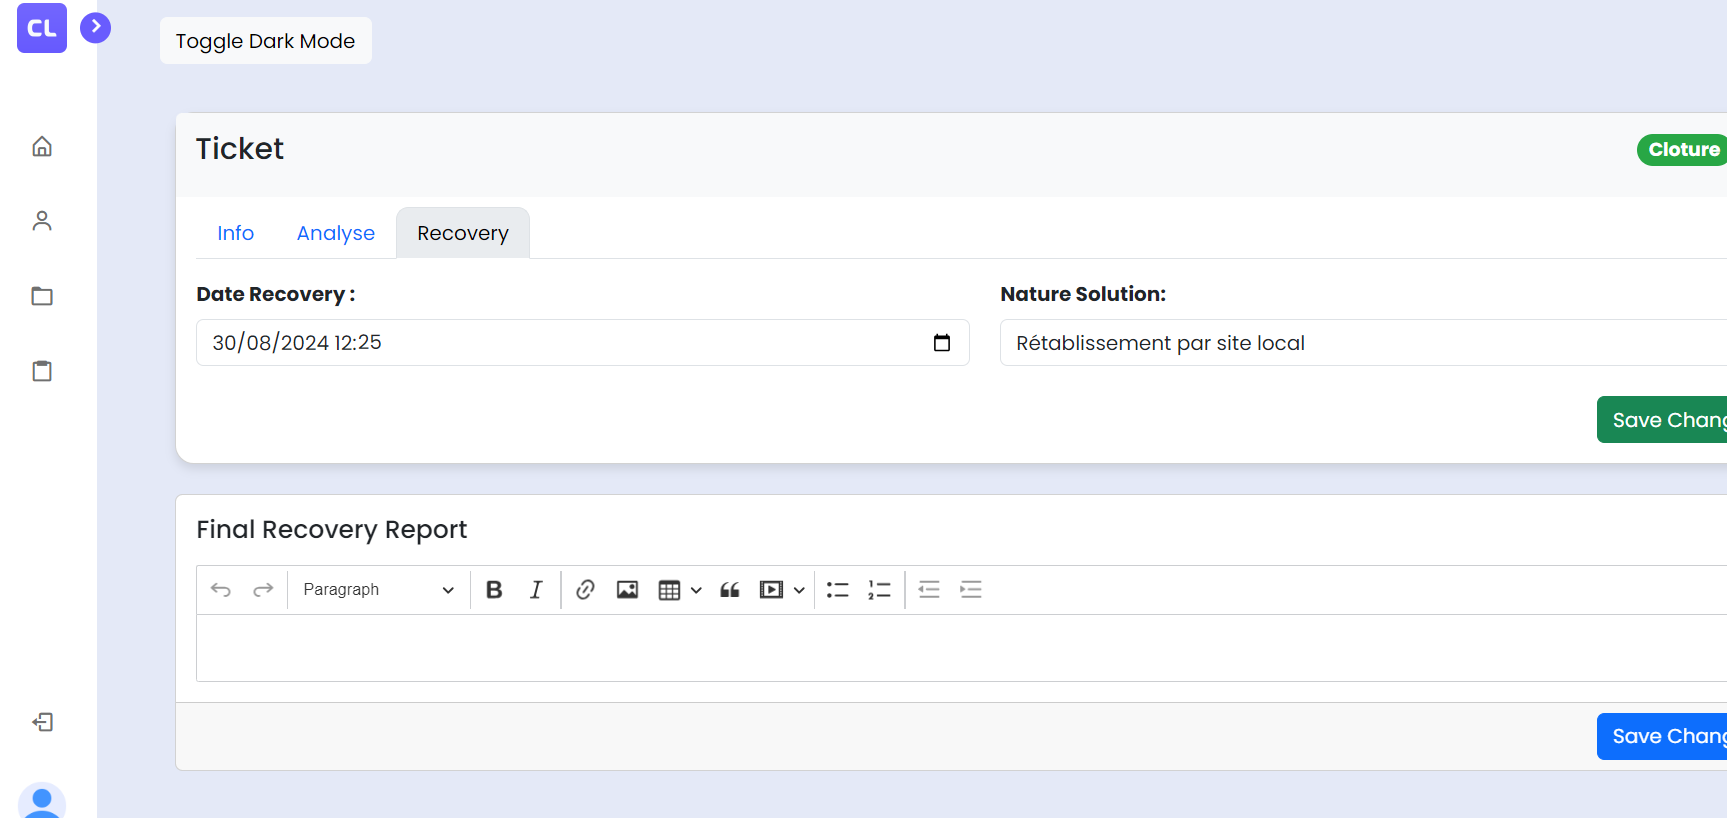 CL
Toggle Dark Mode
Ticket
Cloture
Info Analyse Recovery
Date Recovery :
Nature Solution:
30/08/2024 12:25
Rétablissement par site local
Save Chang
Final Recovery Report
Paragraph
Save Chang